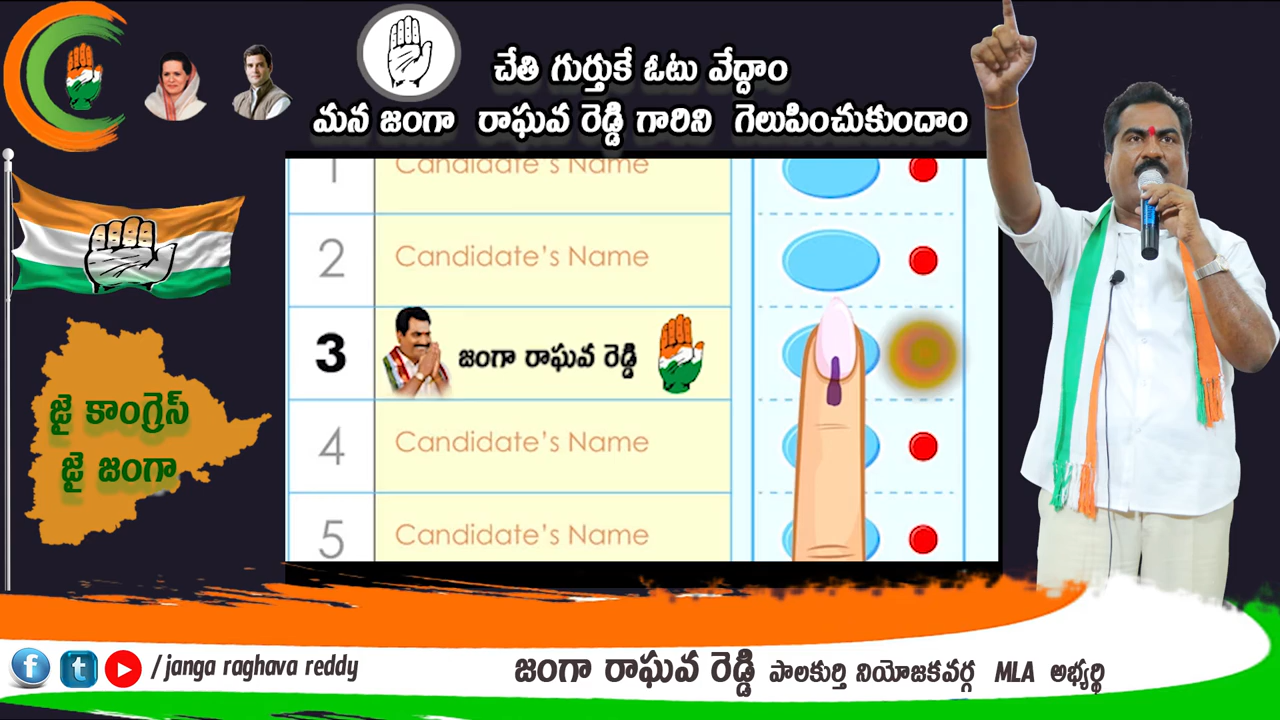 చేతి గుర్తుకే ఓటు వేద్దాం
మన జంగా రాఘవ రెడ్డి గారిని గెలుపించుకుందాం
1 Candidate's Name
2 Candidate's Name
3 జంగా రాఘవ రెడ్డి
4 Candidate's Name
5 Candidate's Name
జై కాంగ్రెస్
జై జంగా
f t /janga raghava reddy
జంగా రాఘవ రెడ్డి పాలకుర్తి నియోజకవర్గ MLA అభ్యర్థి